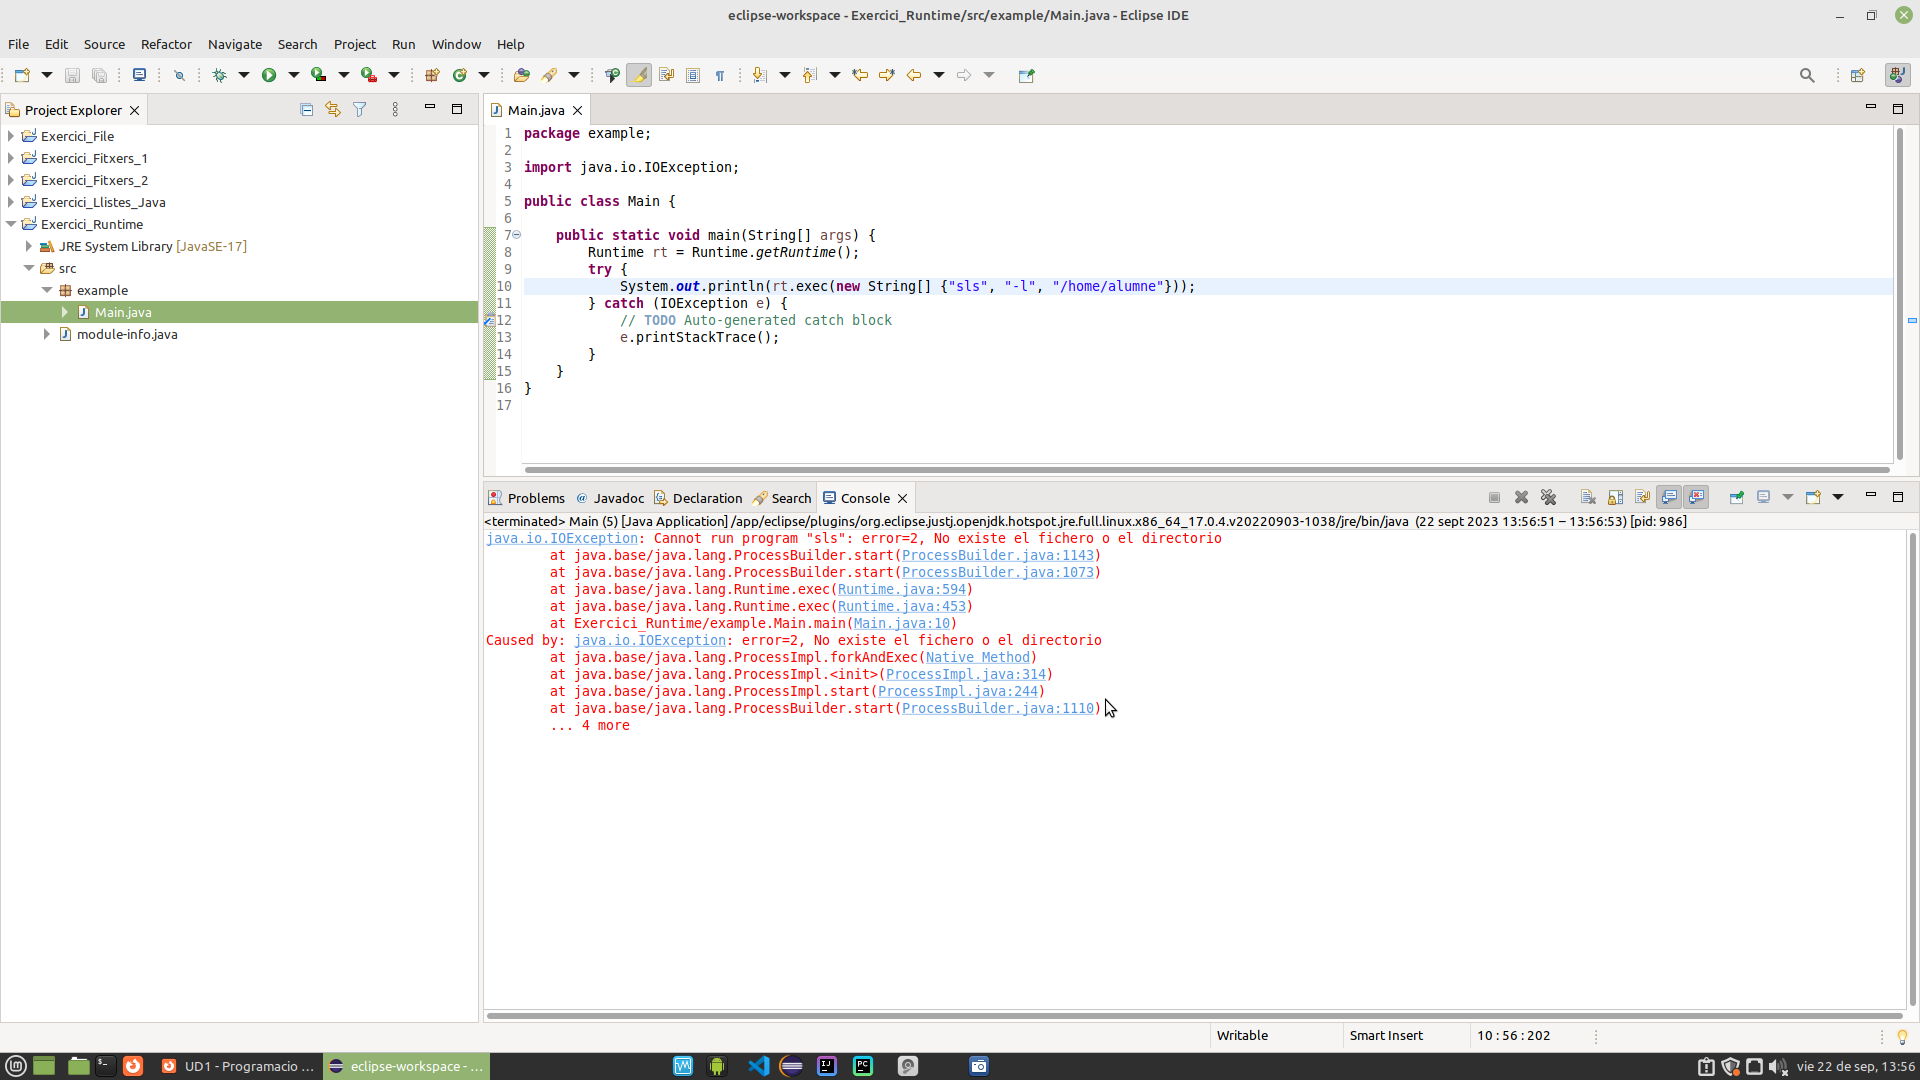 eclipse-workspace - Exercici_Runtime/src/example/Main.java - Eclipse IDE
File Edit Source Refactor Navigate Search Project Run Window Help
Project Explorer
Exercici_File
Exercici_Fitxers_1
Exercici_Fitxers_2
Exercici_Llistes_Java
Exercici_Runtime
JRE System Library [JavaSE-17]
src
example
Main.java
module-info.java
Main.java
1 package example;
2
3 import java.io.IOException;
4
5 public class Main {
6
7 public static void main(String[] args) {
8 Runtime rt = Runtime.getRuntime();
9 try {
10 System.out.println(rt.exec(new String[] {"sls", "-l", "/home/alumne"}));
11 } catch (IOException e) {
12 // TODO Auto-generated catch block
13 e.printStackTrace();
14 }
15 }
16 }
17
Problems Javadoc Declaration Search Console
<terminated> Main (5) [Java Application] /app/eclipse/plugins/org.eclipse.justj.openjdk.hotspot.jre.full.linux.x86_64_17.0.4.v20220903-1038/jre/bin/java (22 sept 2023 13:56:51 – 13:56:53) [pid: 986]
java.io.IOException: Cannot run program "sls": error=2, No existe el fichero o el directorio
at java.base/java.lang.ProcessBuilder.start(ProcessBuilder.java:1143)
at java.base/java.lang.ProcessBuilder.start(ProcessBuilder.java:1073)
at java.base/java.lang.Runtime.exec(Runtime.java:594)
at java.base/java.lang.Runtime.exec(Runtime.java:453)
at Exercici_Runtime/example.Main.main(Main.java:10)
Caused by: java.io.IOException: error=2, No existe el fichero o el directorio
at java.base/java.lang.ProcessImpl.forkAndExec(Native Method)
at java.base/java.lang.ProcessImpl.<init>(ProcessImpl.java:314)
at java.base/java.lang.ProcessImpl.start(ProcessImpl.java:244)
at java.base/java.lang.ProcessBuilder.start(ProcessBuilder.java:1110)
... 4 more
Writable Smart Insert 10 : 56 : 202
UD1 - Programacio ... eclipse-workspace - ... vie 22 de sep, 13:56